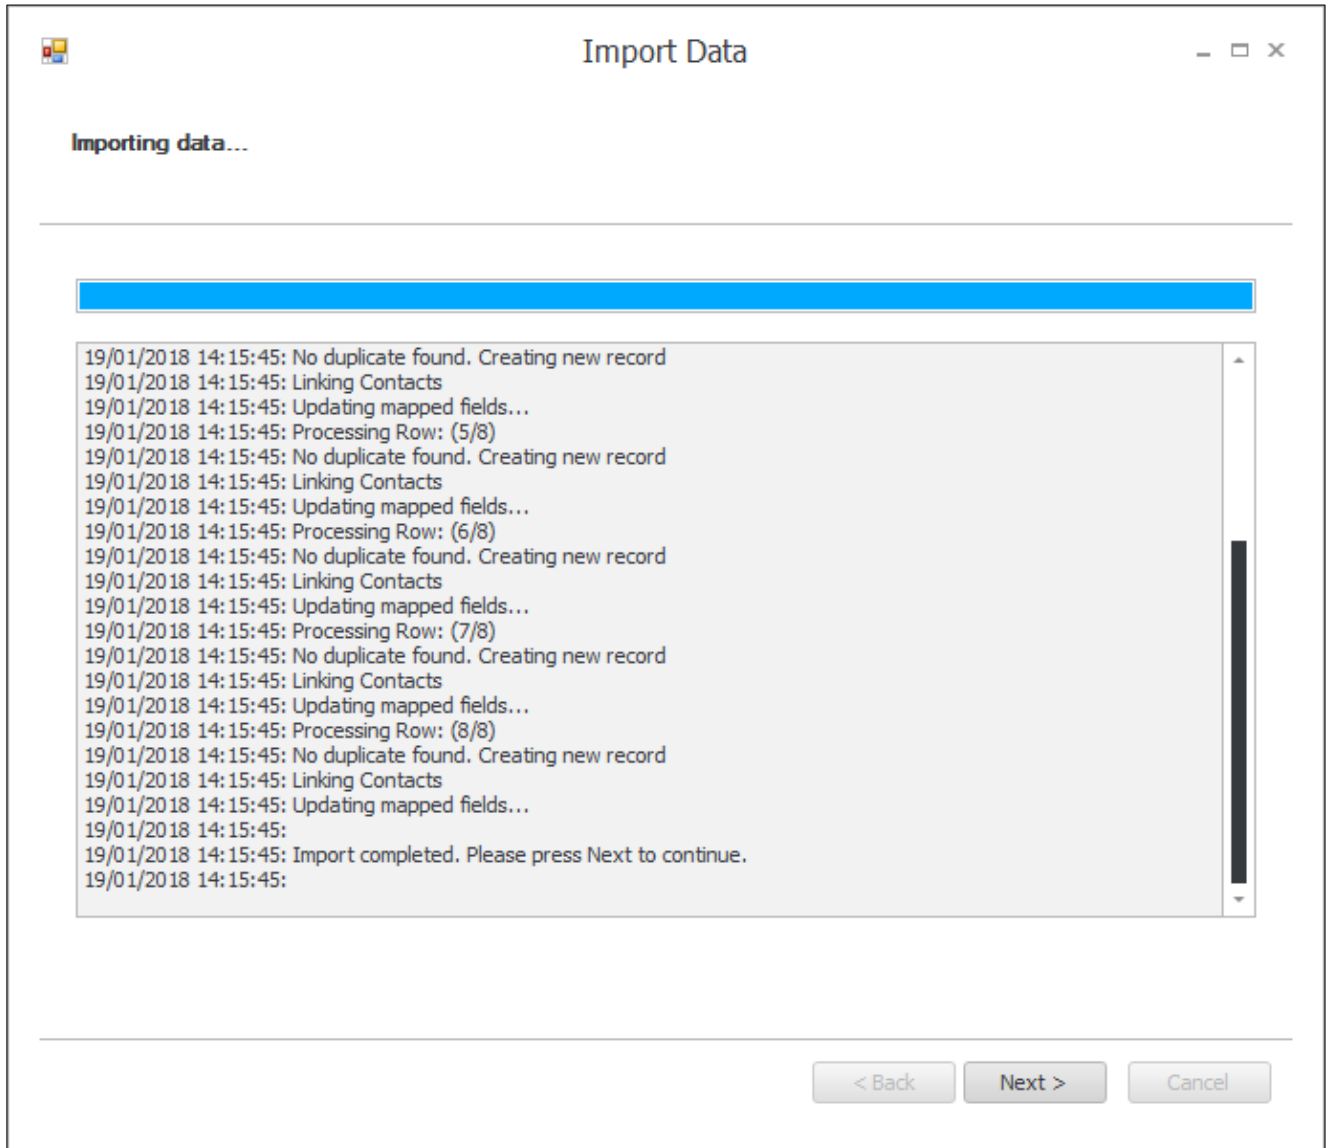 Import Data
Importing data...
19/01/2018 14:15:45: No duplicate found. Creating new record
19/01/2018 14:15:45: Linking Contacts
19/01/2018 14:15:45: Updating mapped fields...
19/01/2018 14:15:45: Processing Row: (5/8)
19/01/2018 14:15:45: No duplicate found. Creating new record
19/01/2018 14:15:45: Linking Contacts
19/01/2018 14:15:45: Updating mapped fields...
19/01/2018 14:15:45: Processing Row: (6/8)
19/01/2018 14:15:45: No duplicate found. Creating new record
19/01/2018 14:15:45: Linking Contacts
19/01/2018 14:15:45: Updating mapped fields...
19/01/2018 14:15:45: Processing Row: (7/8)
19/01/2018 14:15:45: No duplicate found. Creating new record
19/01/2018 14:15:45: Linking Contacts
19/01/2018 14:15:45: Updating mapped fields...
19/01/2018 14:15:45: Processing Row: (8/8)
19/01/2018 14:15:45: No duplicate found. Creating new record
19/01/2018 14:15:45: Linking Contacts
19/01/2018 14:15:45: Updating mapped fields...
19/01/2018 14:15:45:
19/01/2018 14:15:45: Import completed. Please press Next to continue.
19/01/2018 14:15:45:
< Back Next > Cancel